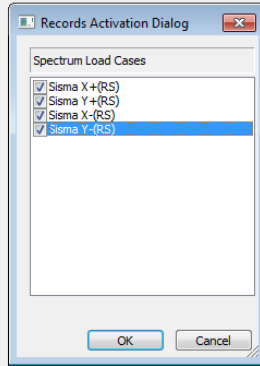 Records Activation Dialog
Spectrum Load Cases
Sisma X+(RS)
Sisma Y+(RS)
Sisma X-(RS)
Sisma Y-(RS)
OK
Cancel